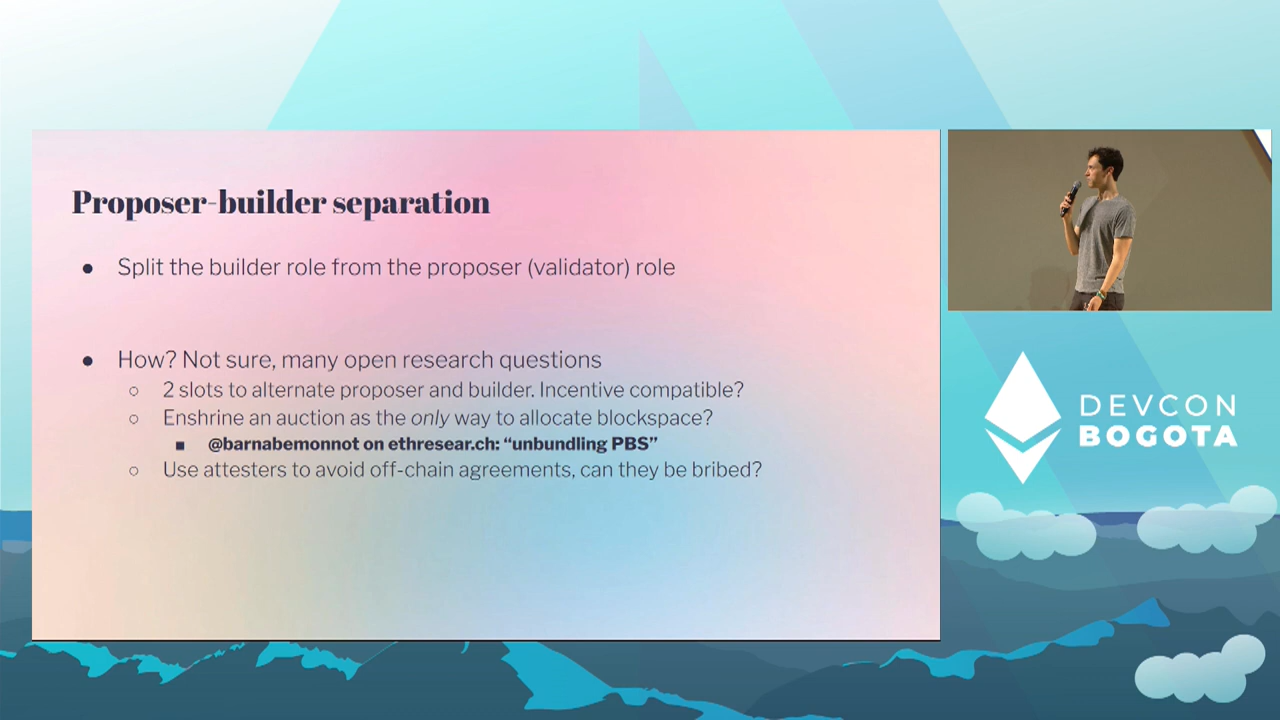 Proposer-builder separation
● Split the builder role from the proposer (validator) role
● How? Not sure, many open research questions
○ 2 slots to alternate proposer and builder. Incentive compatible?
○ Enshrine an auction as the only way to allocate blockspace?
■ @barnabemonnot on ethresear.ch: “unbundling PBS”
○ Use attesters to avoid off-chain agreements, can they be bribed?
DEVCON
BOGOTA